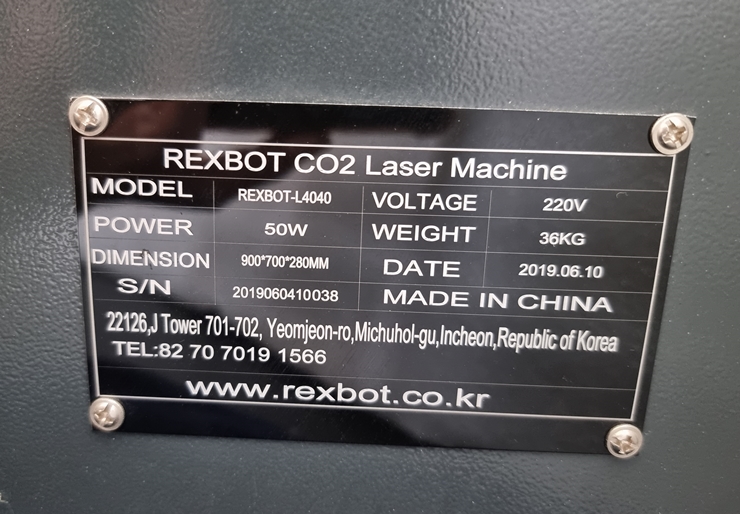 REXBOT CO2 Laser Machine
MODEL REXBOT-L4040 VOLTAGE 220V
POWER 50W WEIGHT 36KG
DIMENSION 900*700*280MM DATE 2019.06.10
S/N 2019060410038 MADE IN CHINA
22126,J Tower 701-702, Yeomjeon-ro,Michuhol-gu,Incheon,Republic of Korea
TEL:82 70 7019 1566
www.rexbot.co.kr